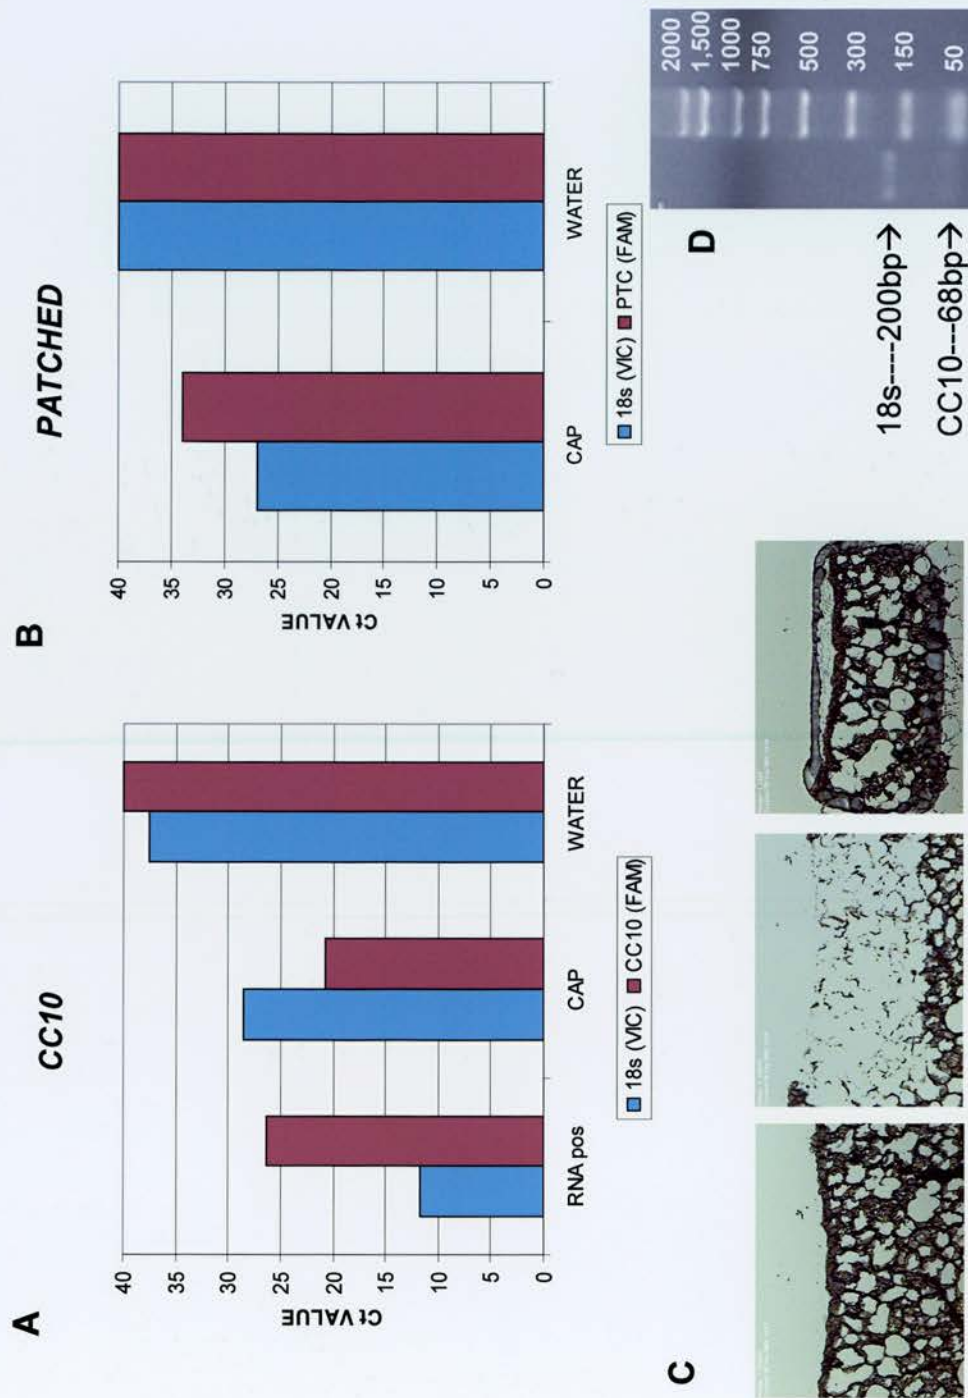 A
CC10
40
35
30
25
20
15
10
5
0
Ct VALUE
RNA pos
CAP
WATER
18s (VIC) CC10 (FAM)
B
PATCHED
40
35
30
25
20
15
10
5
0
Ct VALUE
CAP
WATER
18s (VIC) PTC (FAM)
C
D
2000
1,500
1000
750
500
300
150
50
18s-----200bp→
CC10---68bp→